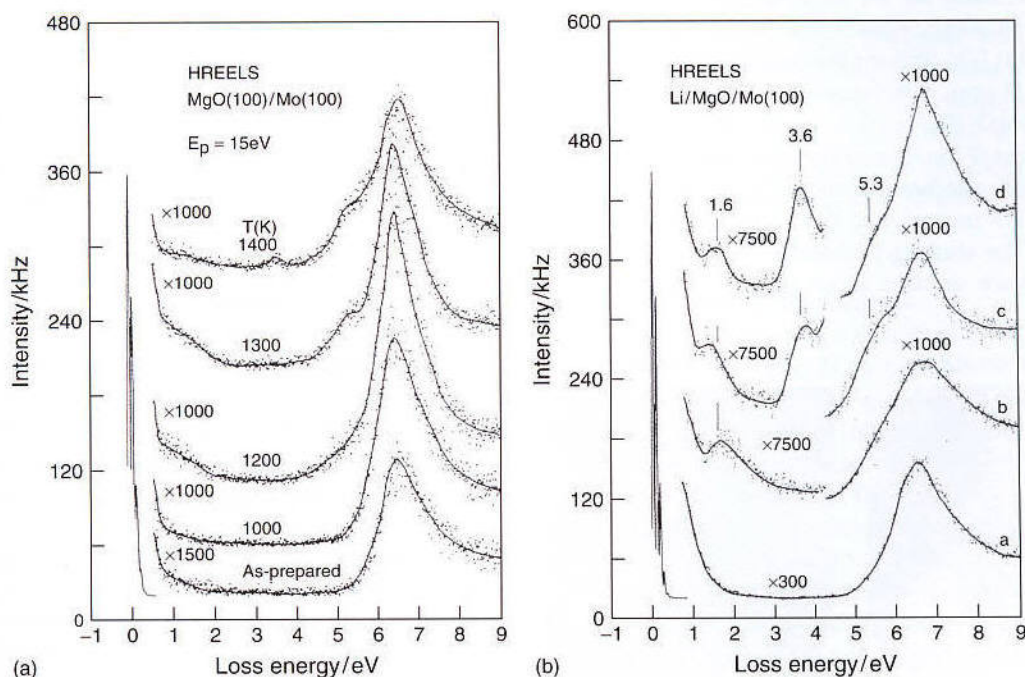 480
360
240
120
0
Intensity/kHz
HREELS
MgO(100)/Mo(100)
E_p = 15eV
×1000
T(K)
1400
×1000
1300
×1000
1200
×1000
1000
×1500
As-prepared
−1 0 1 2 3 4 5 6 7 8 9
(a)
Loss energy/eV
600
480
360
240
120
0
Intensity/kHz
HREELS
Li/MgO/Mo(100)
×1000
3.6
1.6
5.3
d
×7500
×1000
c
×7500
×1000
b
×7500
a
×300
−1 0 1 2 3 4 5 6 7 8 9
(b)
Loss energy/eV